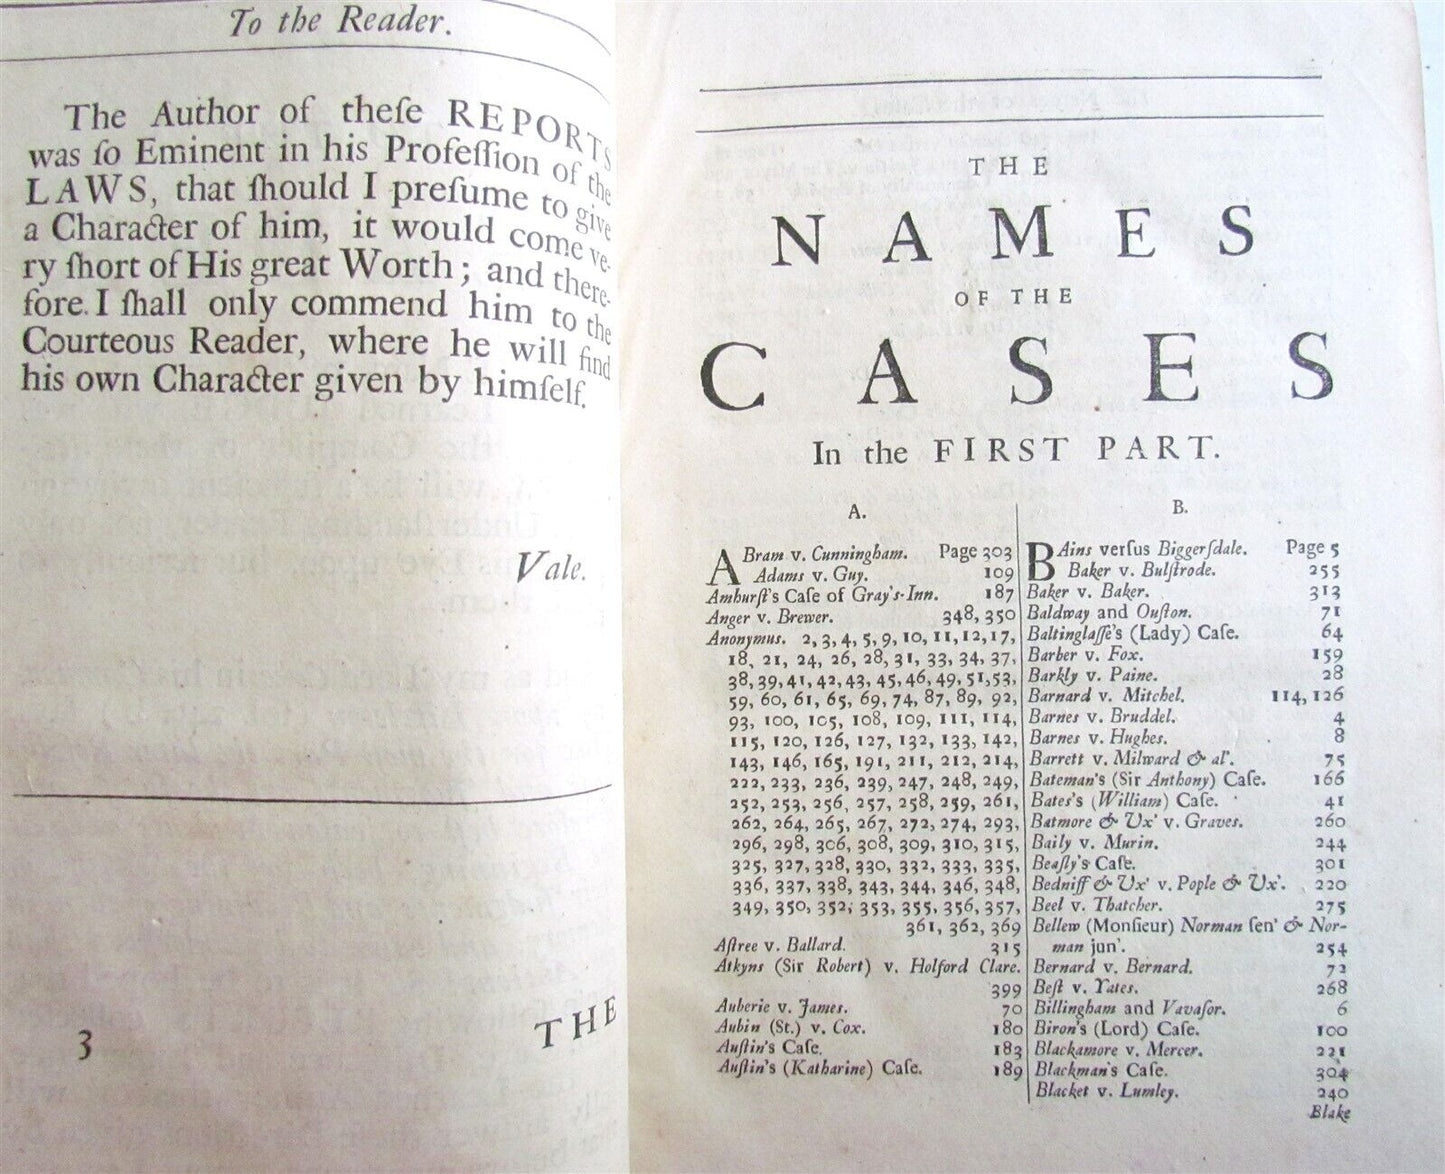 To the Reader.
The Author of theſe REPORTS
was ſo Eminent in his Profeſſion of the
LAWS, that ſhould I preſume to give
a Character of him, it would come ve-
ry ſhort of His great Worth; and there-
fore. I ſhall only commend him to the
Courteous Reader, where he will find
his own Character given by himſelf.
Vale.
3
THE
THE
NAMES
OF THE
CASES
In the FIRST PART.
A.
ABram v. Cunningham. Page 303
Adams v. Guy. 109
Amhurſt's Caſe of Gray's-Inn. 187
Anger v. Brewer. 348, 350
Anonymus. 2, 3, 4, 5, 9, 10, 11, 12, 17,
18, 21, 24, 26, 28, 31, 33, 34, 37,
38, 39, 41, 42, 43, 45, 46, 49, 51, 53,
59, 60, 61, 65, 69, 74, 87, 89, 92,
93, 100, 105, 108, 109, 111, 114,
115, 120, 126, 127, 132, 133, 142,
143, 146, 165, 191, 211, 212, 214,
222, 233, 236, 239, 247, 248, 249,
252, 253, 256, 257, 258, 259, 261,
262, 264, 265, 267, 272, 274, 293,
296, 298, 306, 308, 309, 310, 315,
325, 327, 328, 330, 332, 333, 335,
336, 337, 338, 343, 344, 346, 348,
349, 350, 352, 353, 355, 356, 357,
361, 362, 369
Aſtree v. Ballard. 315
Atkyns (Sir Robert) v. Holford Clare.
399
Auberie v. James. 70
Aubin (St.) v. Cox. 180
Auſtin's Caſe. 183
Auſtin's (Katharine) Caſe. 189
B.
BAins verſus Biggerſdale. Page 5
Baker v. Bulſtrode. 255
Baker v. Baker. 313
Baldway and Ouſton. 71
Baltinglaſſe's (Lady) Caſe. 64
Barber v. Fox. 159
Barkly v. Paine. 28
Barnard v. Mitchel. 114, 126
Barnes v. Bruddel. 4
Barnes v. Hughes. 8
Barrett v. Milward & al'. 75
Bateman's (Sir Anthony) Caſe. 166
Bates's (William) Caſe. 41
Batmore & Ux' v. Graves. 260
Baily v. Murin. 244
Beaſly's Caſe. 301
Bedniff & Ux' v. Pople & Ux'. 220
Beel v. Thatcher. 275
Bellew (Monſieur) Norman ſen' & Nor-
man jun'. 254
Bernard v. Bernard. 72
Beſt v. Yates. 268
Billingham and Vavaſor. 6
Biron's (Lord) Caſe. 100
Blackamore v. Mercer. 221
Blackman's Caſe. 304
Blacket v. Lumley. 240
Blake